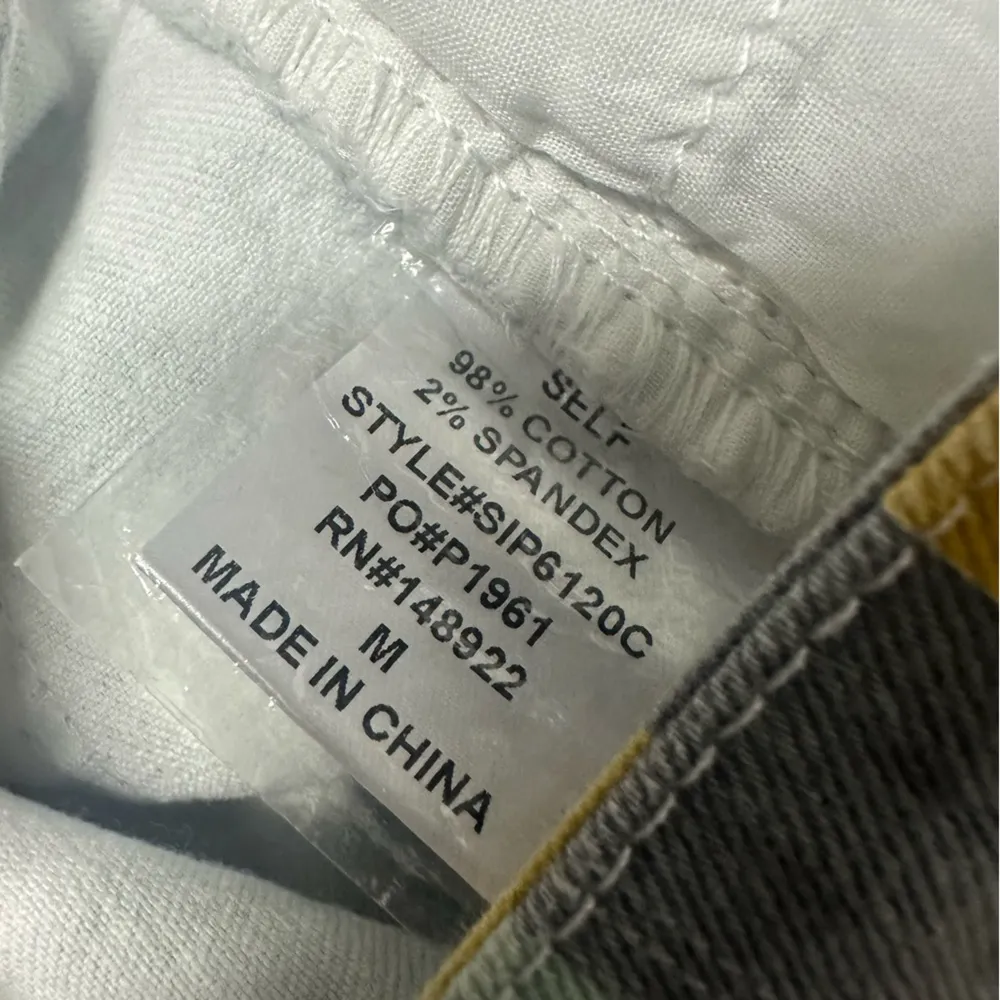 SELF
98% COTTON
2% SPANDEX
STYLE#SIP6120C
PO#P1961
RN#148922
M
MADE IN CHINA